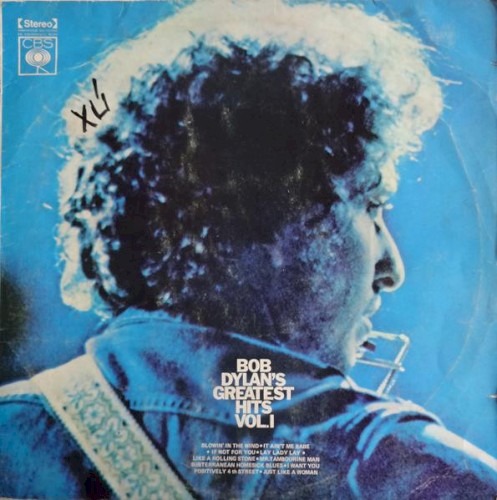 Stereo
CBS
XLÍ
BOB
DYLAN'S
GREATEST
HITS
VOL.I
BLOWIN' IN THE WIND • IT AIN'T ME BABE
• IF NOT FOR YOU • LAY LADY LAY •
LIKE A ROLLING STONE • MR. TAMBOURINE MAN
SUBTERRANEAN HOMESICK BLUES • I WANT YOU
POSITIVELY 4th STREET • JUST LIKE A WOMAN